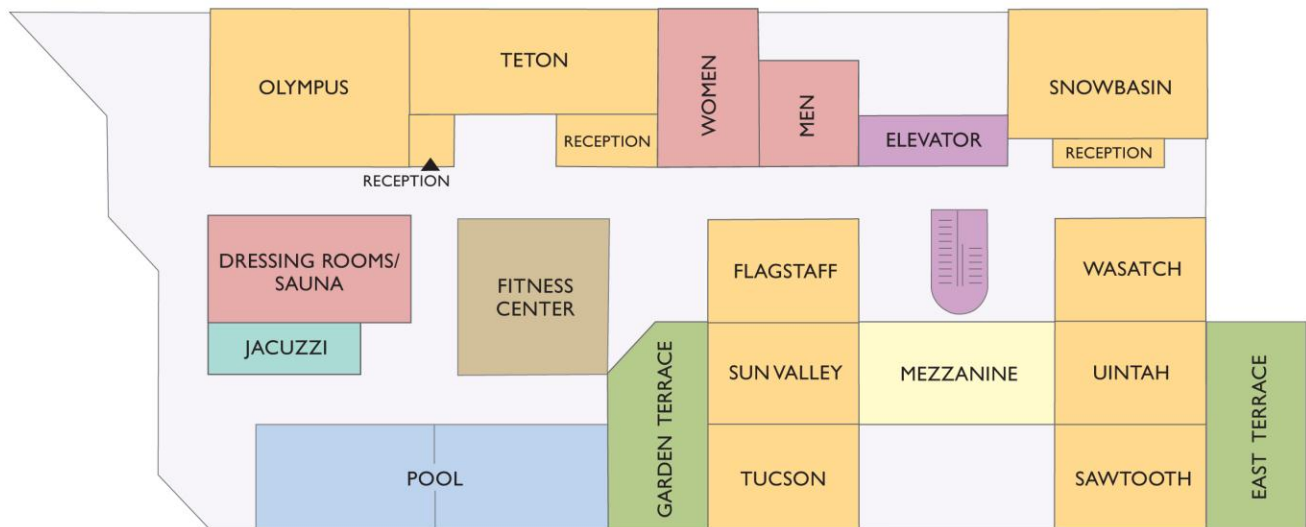 OLYMPUS
TETON
WOMEN
MEN
ELEVATOR
SNOWBASIN
RECEPTION
RECEPTION
RECEPTION
DRESSING ROOMS/
SAUNA
JACUZZI
FITNESS
CENTER
FLAGSTAFF
WASATCH
GARDEN TERRACE
SUN VALLEY
MEZZANINE
UINTAH
EAST TERRACE
POOL
TUCSON
SAWTOOTH